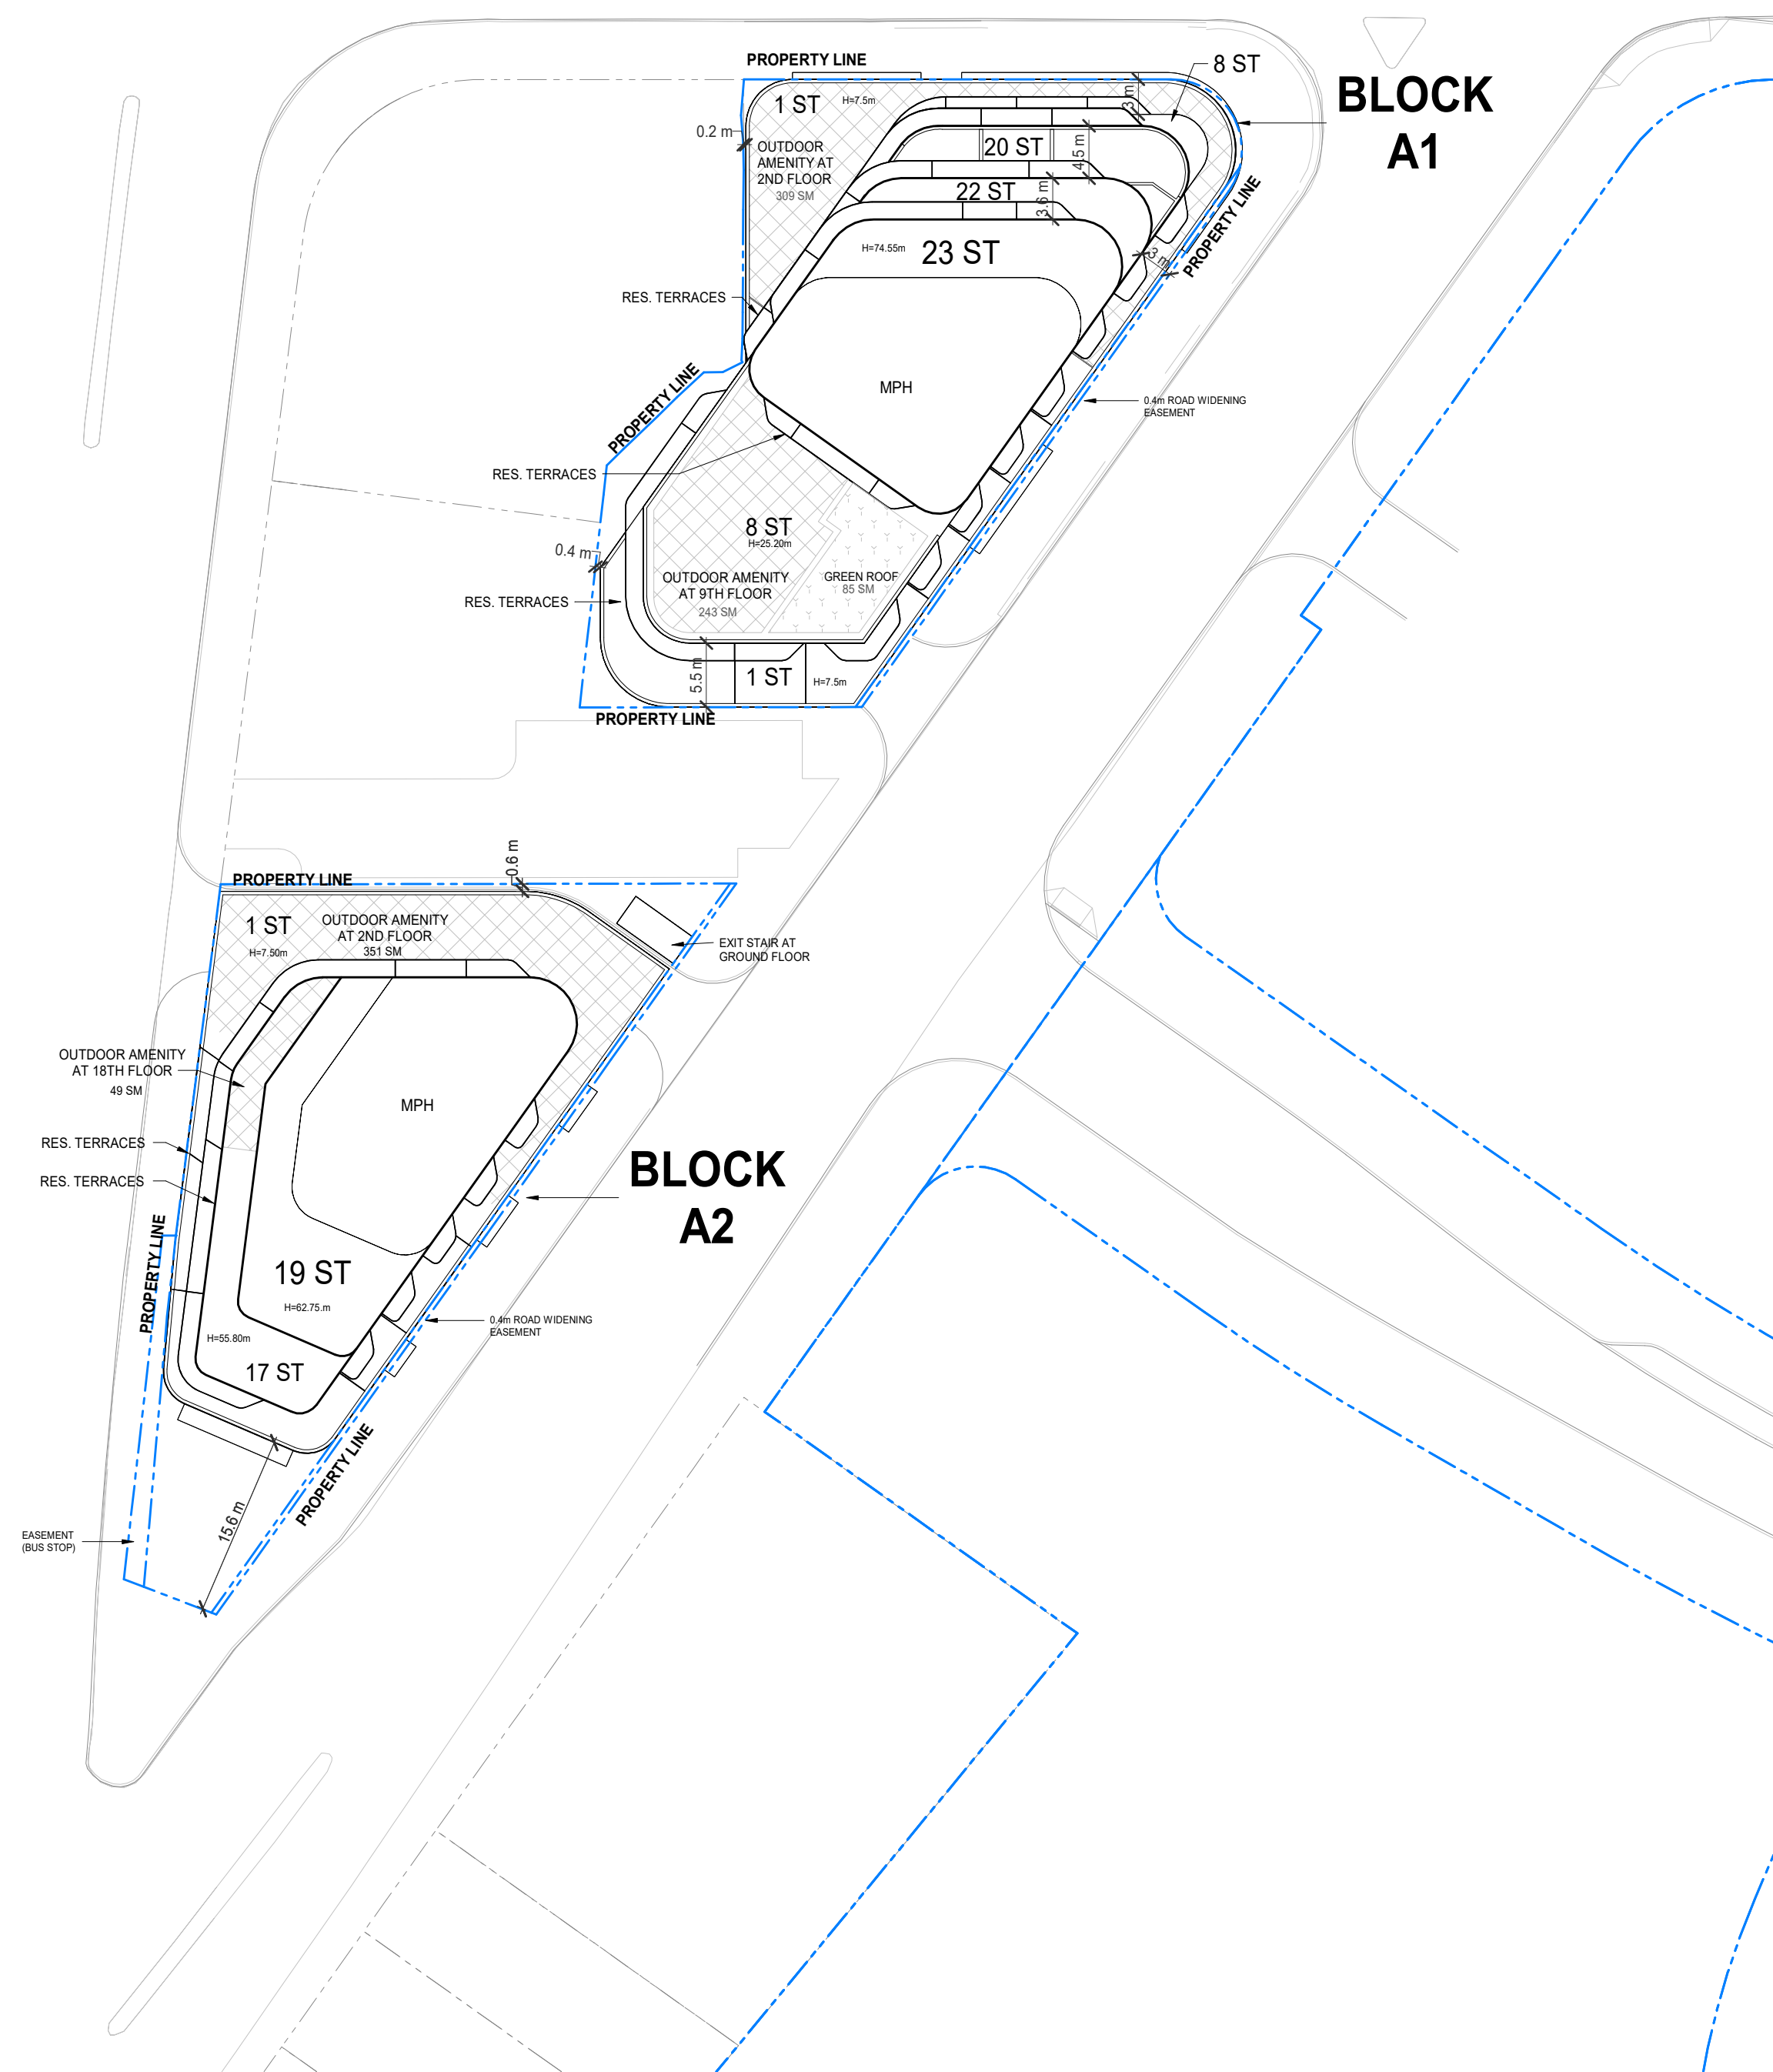 PROPERTY LINE
8 ST
BLOCK
A1
1 ST
H=7.5m
3 m
0.2 m
OUTDOOR
AMENITY AT
2ND FLOOR
309 SM
20 ST
4.5 m
22 ST
3.6 m
PROPERTY LINE
H=74.55m
23 ST
3 m
RES. TERRACES
PROPERTY LINE
MPH
0.4m ROAD WIDENING
EASEMENT
RES. TERRACES
8 ST
H=25.20m
0.4 m
OUTDOOR AMENITY
AT 9TH FLOOR
243 SM
GREEN ROOF
85 SM
RES. TERRACES
5.5 m
1 ST
H=7.5m
PROPERTY LINE
0.6 m
PROPERTY LINE
1 ST
H=7.50m
OUTDOOR AMENITY
AT 2ND FLOOR
351 SM
EXIT STAIR AT
GROUND FLOOR
OUTDOOR AMENITY
AT 18TH FLOOR
49 SM
MPH
RES. TERRACES
RES. TERRACES
BLOCK
A2
PROPERTY LINE
19 ST
H=62.75.m
0.4m ROAD WIDENING
EASEMENT
H=55.80m
17 ST
PROPERTY LINE
15.6 m
EASEMENT
(BUS STOP)